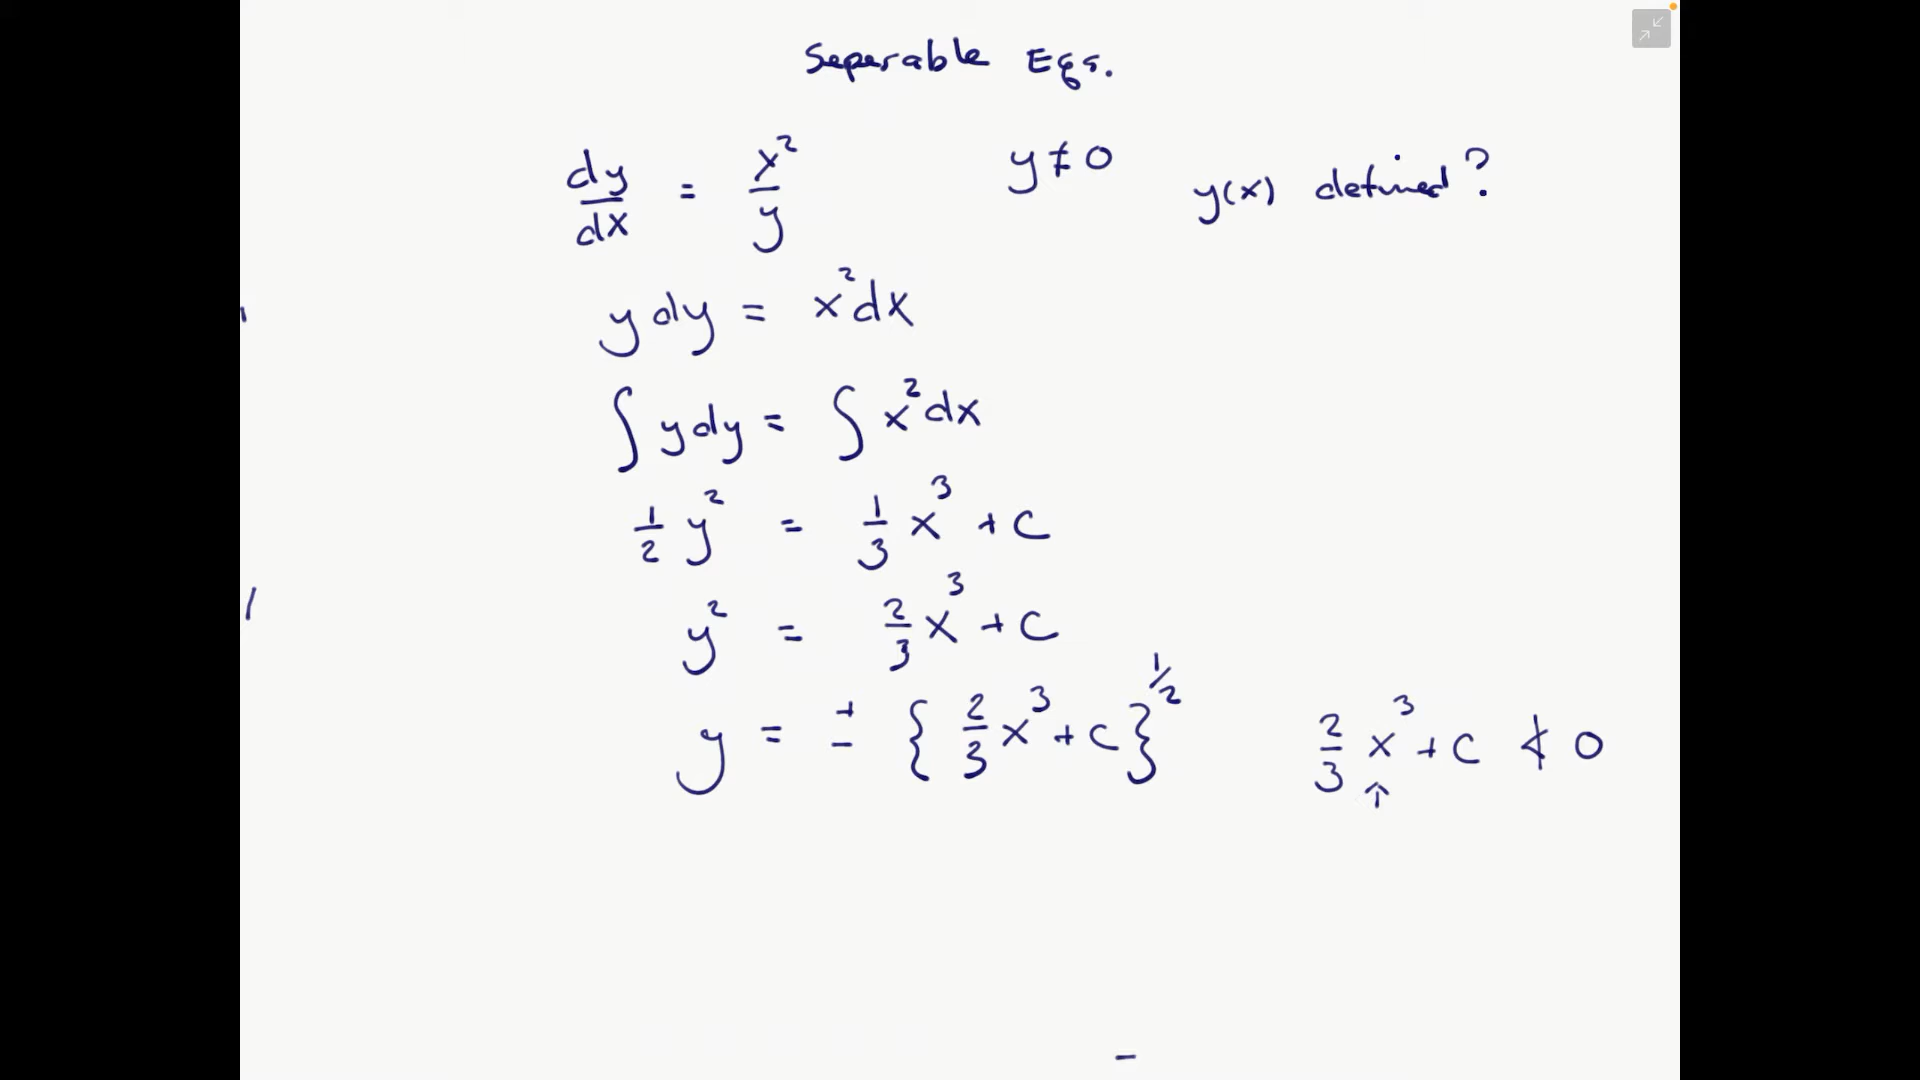 Seperable Eqs.
dy/dx = x²/y    y ≠ 0    y(x) defined?
y dy = x² dx
∫ y dy = ∫ x² dx
1/2 y² = 1/3 x³ + C
y² = 2/3 x³ + C
y = ± { 2/3 x³ + C }^1/2    2/3 x³ + C ≮ 0
↑